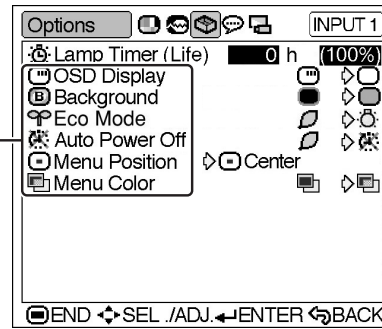 Options INPUT 1
Lamp Timer (Life) 0 h (100%)
OSD Display
B Background
Eco Mode
Auto Power Off
Menu Position Center
Menu Color
END SEL./ADJ. ENTER BACK